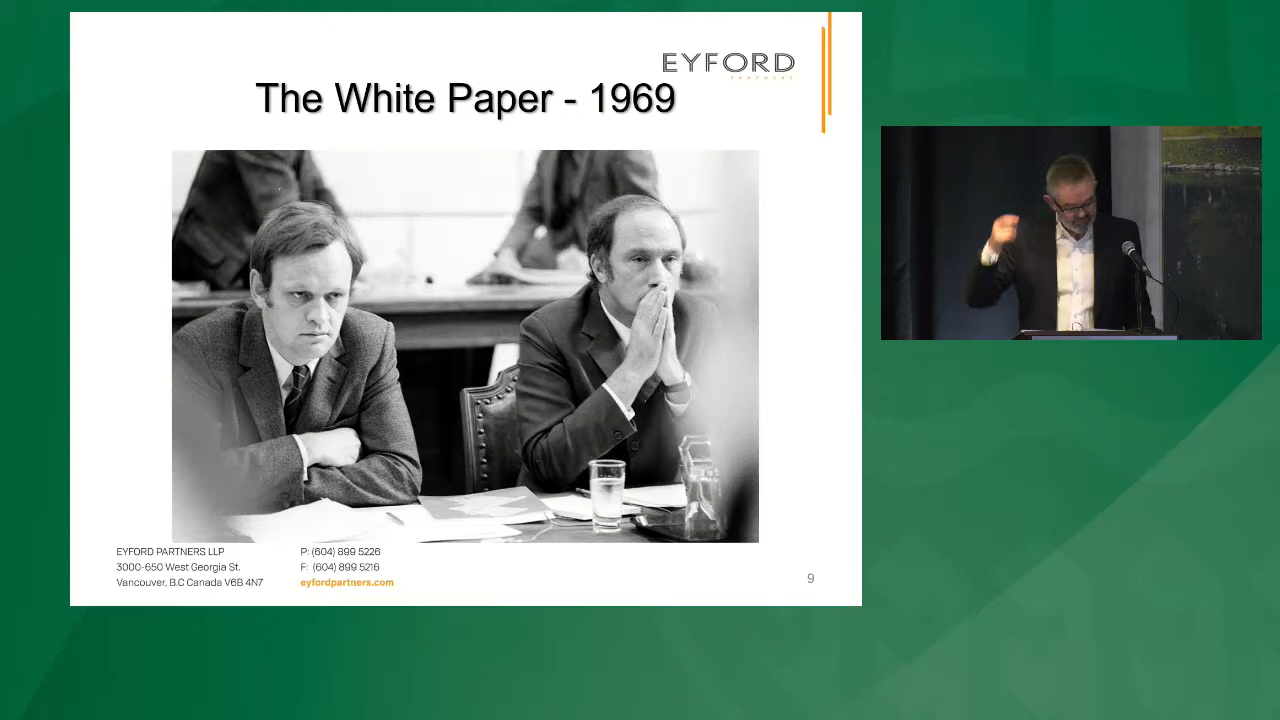 EYFORD
PARTNERS
The White Paper - 1969
EYFORD PARTNERS LLP
3000-650 West Georgia St.
Vancouver, B.C Canada V6B 4N7
P: (604) 899 5226
F: (604) 899 5216
eyfordpartners.com
9